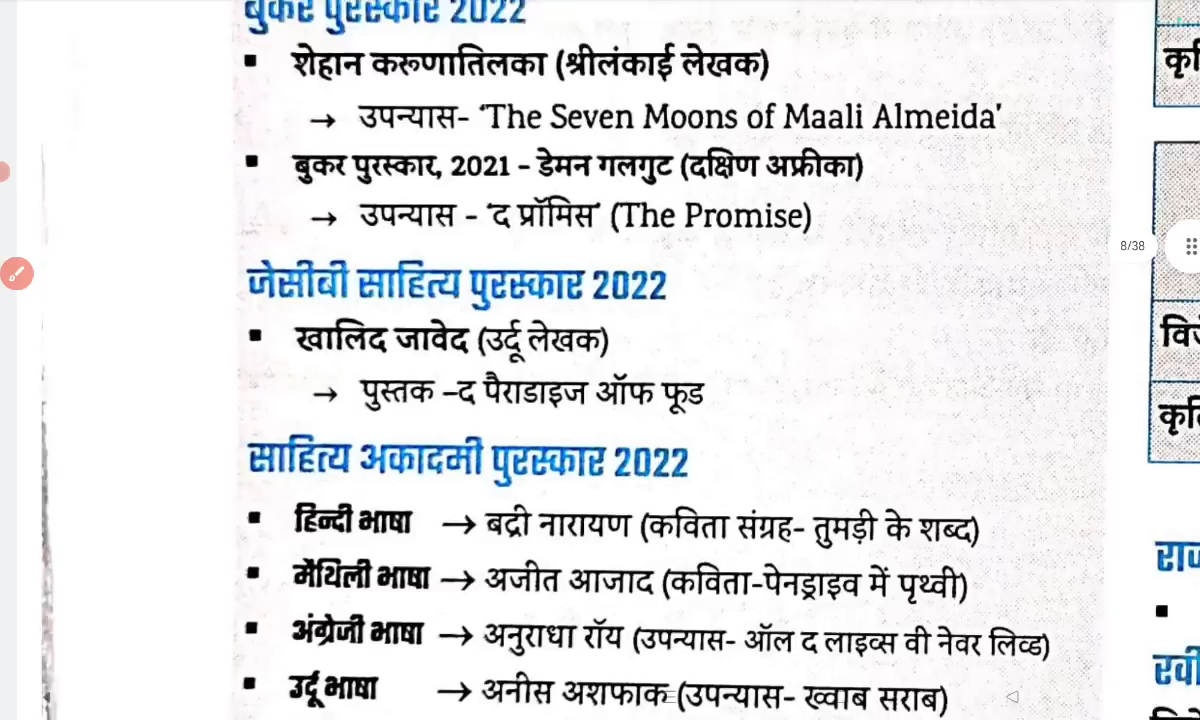 बुकर पुरस्कार 2022
▪ शेहान करूणातिलका (श्रीलंकाई लेखक)
→ उपन्यास- ‘The Seven Moons of Maali Almeida’
▪ बुकर पुरस्कार, 2021 - डेमन गलगुट (दक्षिण अफ्रीका)
→ उपन्यास - ‘द प्रॉमिस’ (The Promise)
जेसीबी साहित्य पुरस्कार 2022
▪ खालिद जावेद (उर्दू लेखक)
→ पुस्तक –द पैराडाइज ऑफ फूड
साहित्य अकादमी पुरस्कार 2022
▪ हिन्दी भाषा → बद्री नारायण (कविता संग्रह- तुमड़ी के शब्द)
▪ मैथिली भाषा → अजीत आजाद (कविता-पेनड्राइव में पृथ्वी)
▪ अंग्रेजी भाषा → अनुराधा रॉय (उपन्यास- ऑल द लाइव्स वी नेवर लिव्ड)
▪ उर्दू भाषा → अनीस अशफाक (उपन्यास- ख्वाब सराब)
8/38